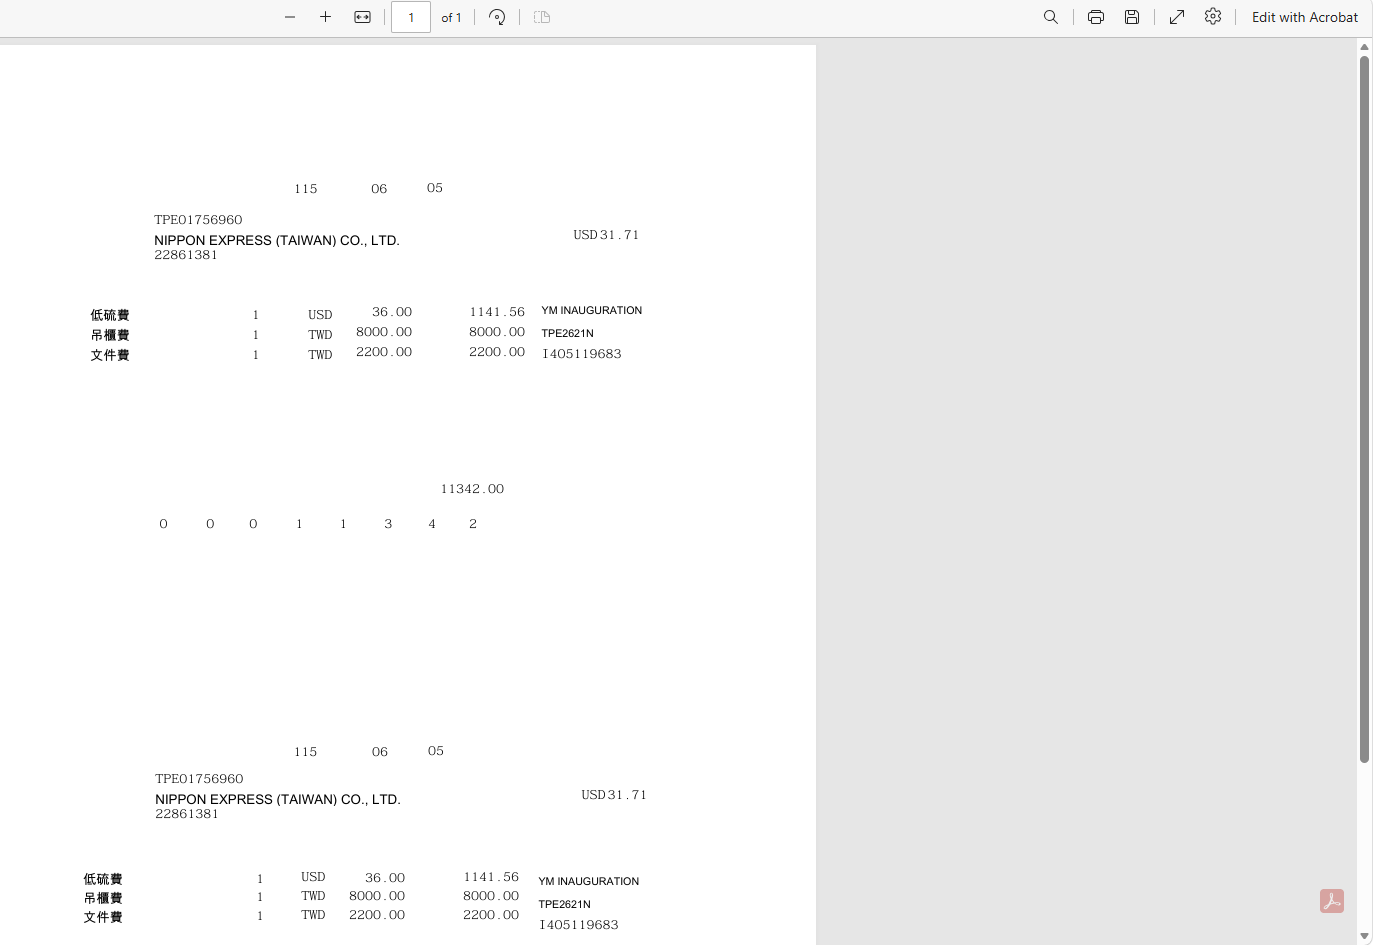 1 of 1 Edit with Acrobat
115 06 05
TPE01756960
NIPPON EXPRESS (TAIWAN) CO., LTD. USD31.71
22861381
低硫費 1 USD 36.00 1141.56 YM INAUGURATION
吊櫃費 1 TWD 8000.00 8000.00 TPE2621N
文件費 1 TWD 2200.00 2200.00 I405119683
11342.00
0 0 0 1 1 3 4 2
115 06 05
TPE01756960
NIPPON EXPRESS (TAIWAN) CO., LTD. USD31.71
22861381
低硫費 1 USD 36.00 1141.56 YM INAUGURATION
吊櫃費 1 TWD 8000.00 8000.00 TPE2621N
文件費 1 TWD 2200.00 2200.00 I405119683